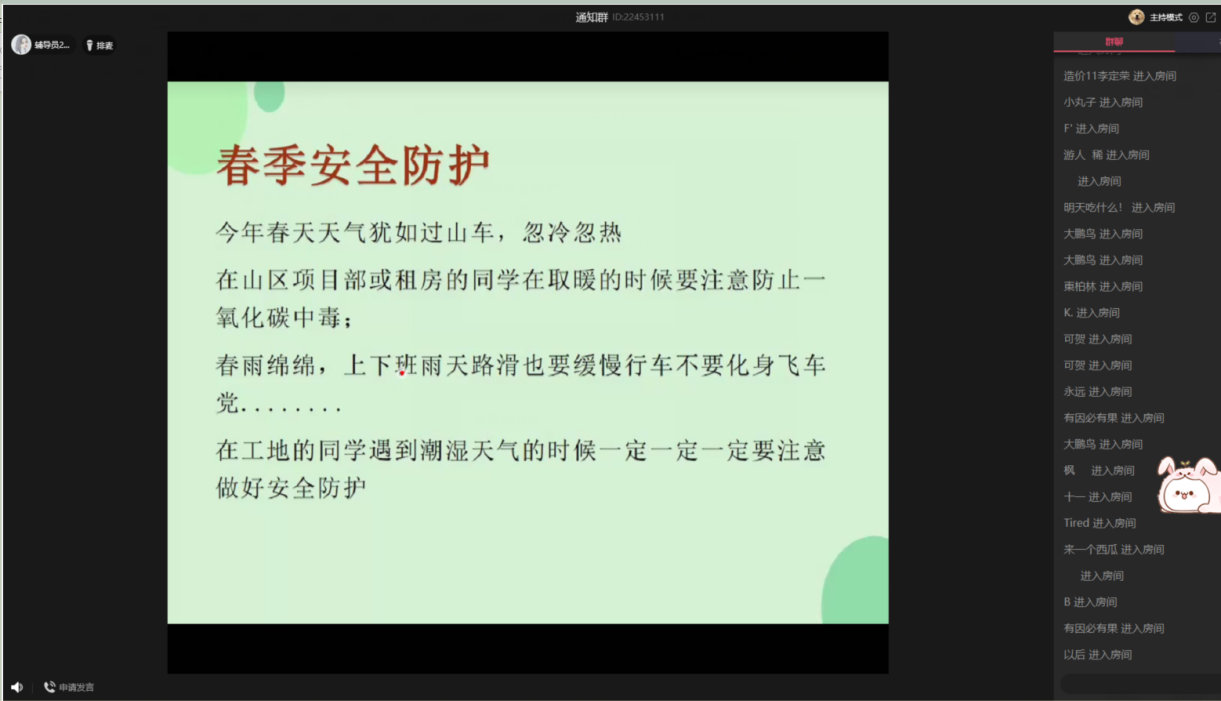 通知群 ID:22453111
主持模式
辅导员2...
排麦
群聊
春季安全防护
今年春天天气犹如过山车，忽冷忽热
在山区项目部或租房的同学在取暖的时候要注意防止一
氧化碳中毒；
春雨绵绵，上下班雨天路滑也要缓慢行车不要化身飞车
党........
在工地的同学遇到潮湿天气的时候一定一定一定要注意
做好安全防护
造价11李定荣 进入房间
小丸子 进入房间
F' 进入房间
游人 稀 进入房间
进入房间
明天吃什么！ 进入房间
大鹏鸟 进入房间
大鹏鸟 进入房间
東柏林 进入房间
K. 进入房间
可贺 进入房间
可贺 进入房间
永远 进入房间
有因必有果 进入房间
大鹏鸟 进入房间
枫 进入房间
十一 进入房间
Tired 进入房间
来一个西瓜 进入房间
进入房间
B 进入房间
有因必有果 进入房间
以后 进入房间
申请发言